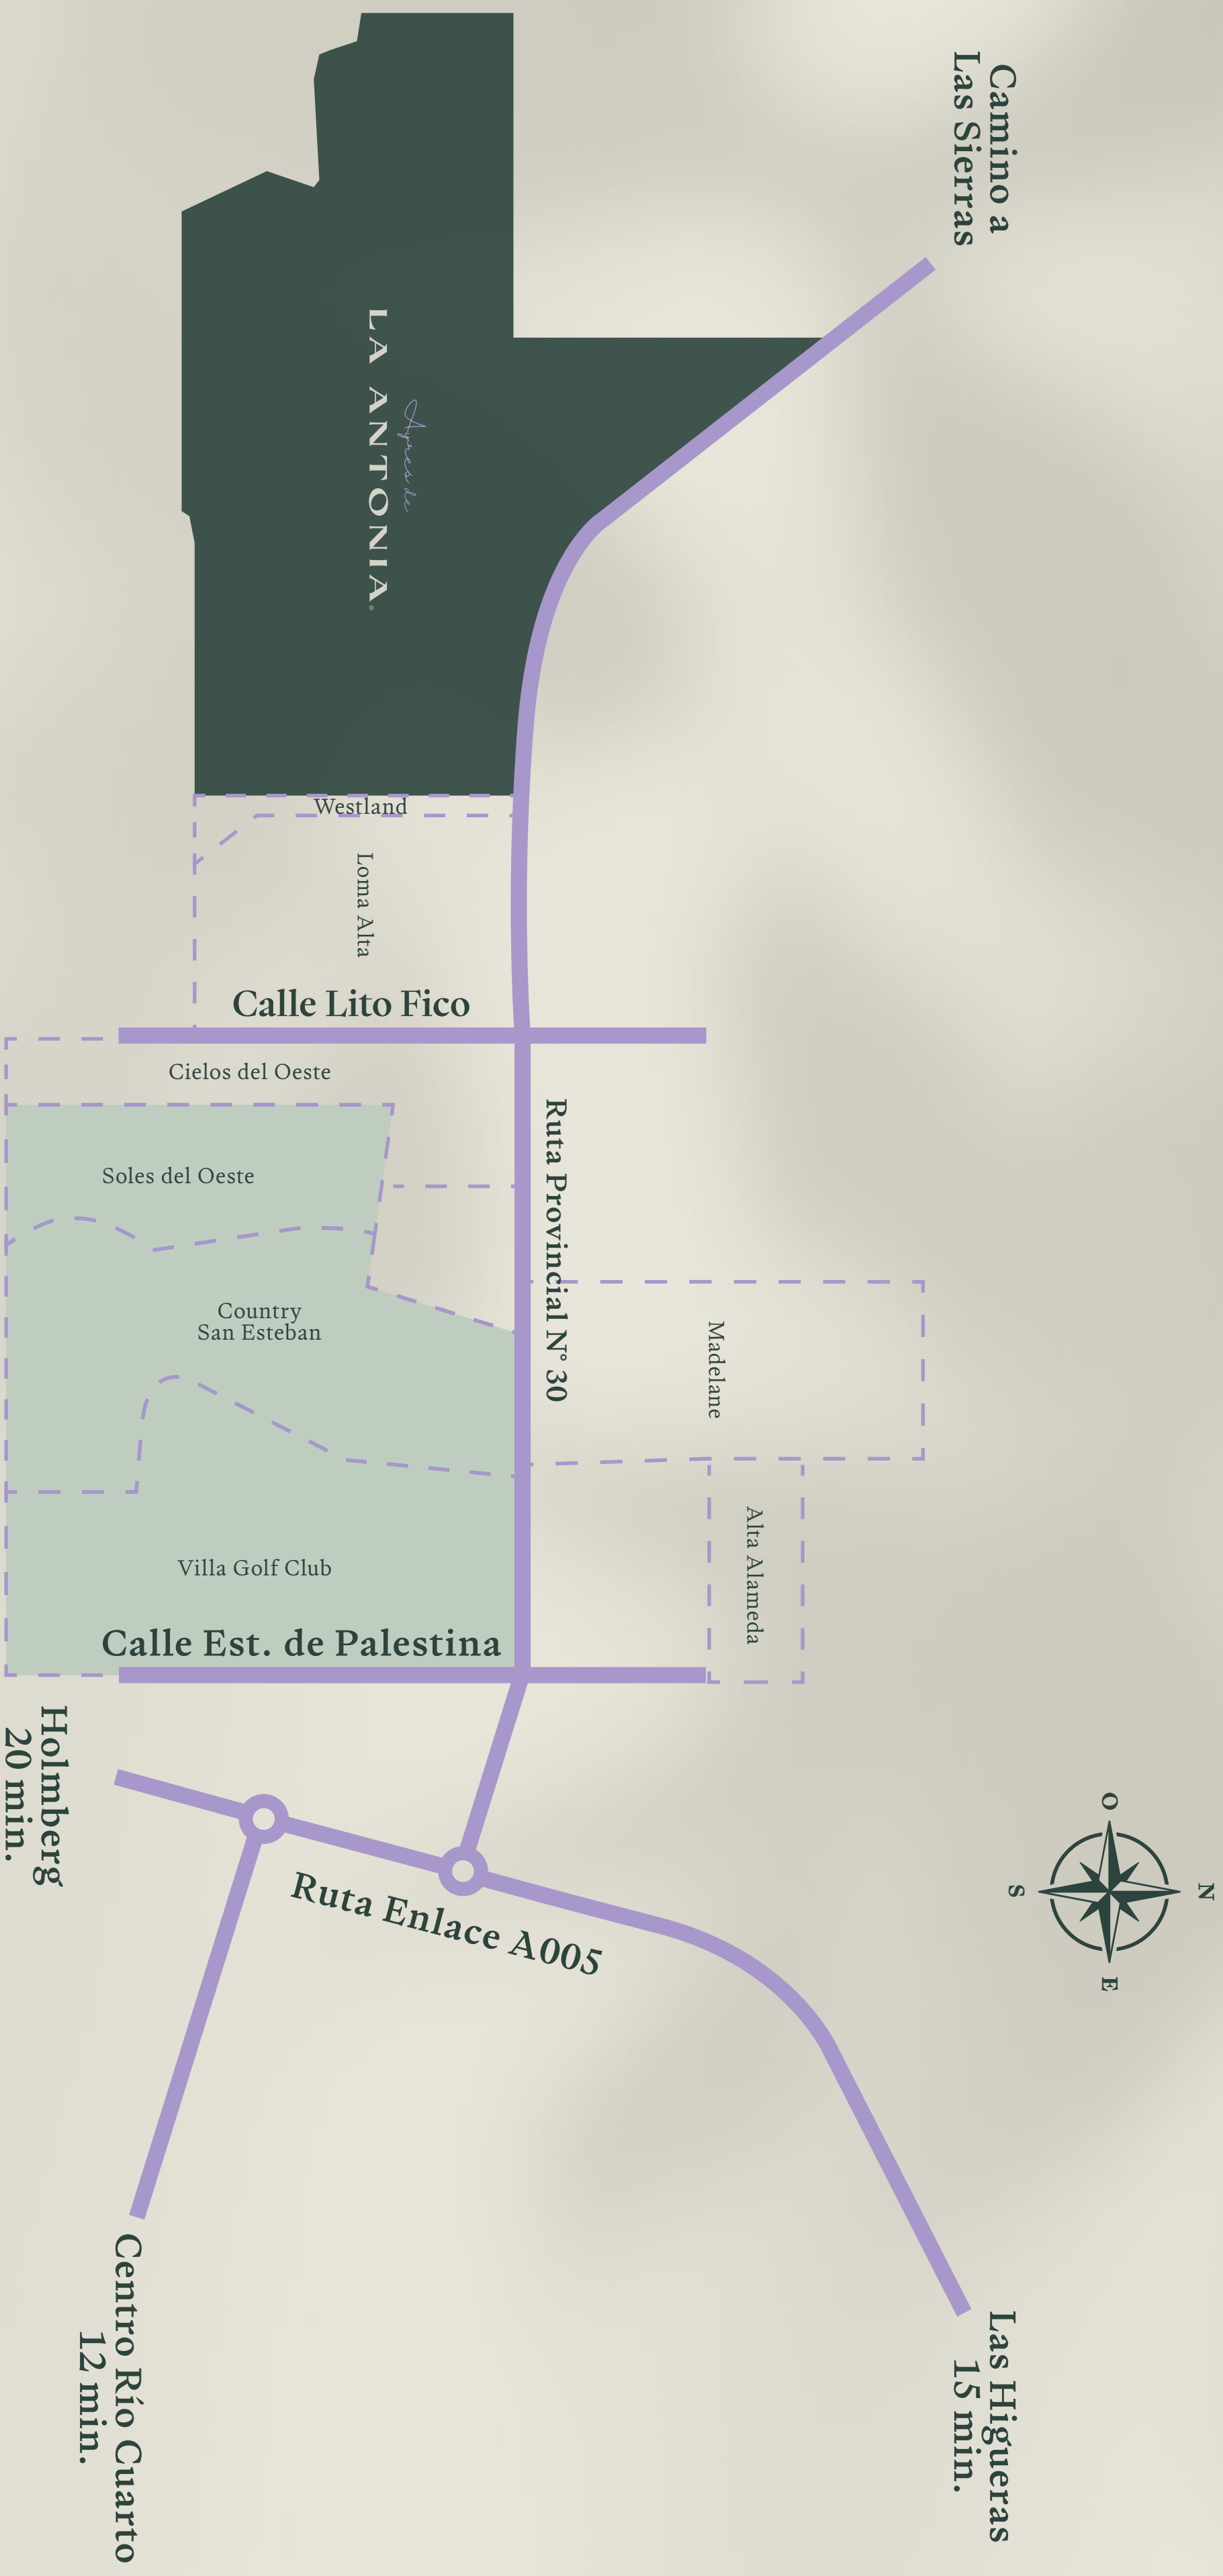 Camino a
Las Sierras
Ayres de
LA ANTONIA®
Westland
Loma Alta
Calle Lito Fico
Cielos del Oeste
Ruta Provincial N° 30
Soles del Oeste
Country
San Esteban
Madelane
Alta Alameda
Villa Golf Club
Calle Est. de Palestina
Holmberg
20 min.
Ruta Enlace A005
O
N
S
E
Centro Río Cuarto
12 min.
Las Higueras
15 min.